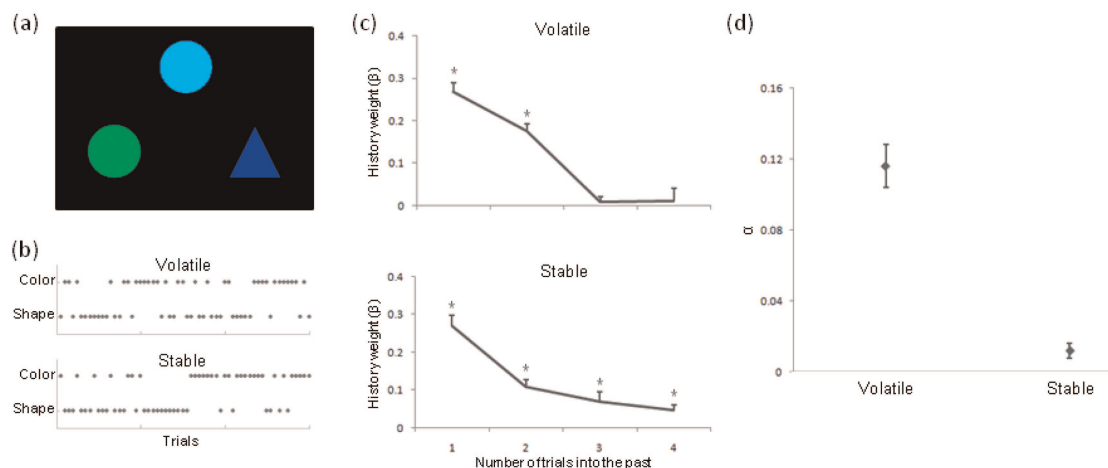 (a)
(b)
Volatile
Color
Shape
Stable
Color
Shape
Trials
(c)
Volatile
History weight (β)
0.4
0.3
0.2
0.1
0
*
*
Stable
History weight (β)
0.4
0.3
0.2
0.1
0
*
*
*
*
1 2 3 4
Number of trials into the past
(d)
α
0.16
0.12
0.08
0.04
0
Volatile Stable